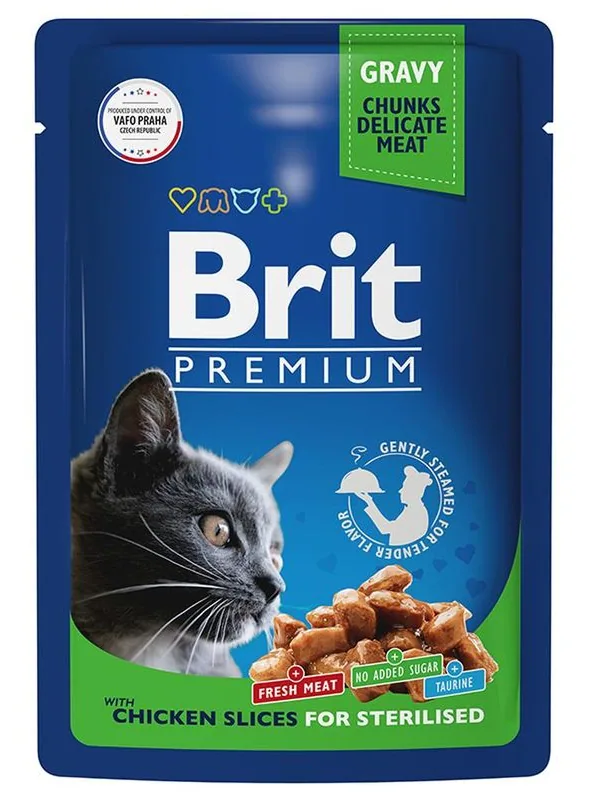 GRAVY
CHUNKS
DELICATE
MEAT
PRODUCED UNDER CONTROL OF
VAFO PRAHA
CZECH REPUBLIC
Brit
PREMIUM
GENTLY STEAMED FOR TENDER FLAVOR
+
FRESH MEAT
+
NO ADDED SUGAR
+
TAURINE
WITH
CHICKEN SLICES FOR STERILISED